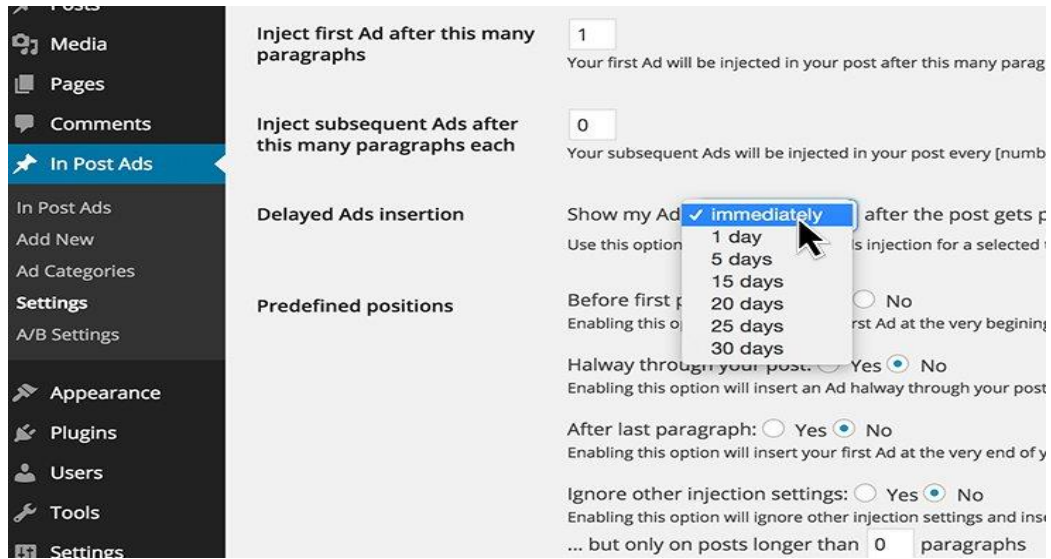 Posts
Media
Pages
Comments
In Post Ads
In Post Ads
Add New
Ad Categories
Settings
A/B Settings
Appearance
Plugins
Users
Tools
Settings
Inject first Ad after this many
paragraphs
1
Your first Ad will be injected in your post after this many parag
Inject subsequent Ads after
this many paragraphs each
0
Your subsequent Ads will be injected in your post every [numb
Delayed Ads insertion
Show my Ad ✓ immediately after the post gets p
Use this option s injection for a selected
1 day
5 days
15 days
20 days
25 days
30 days
Predefined positions
Before first p No
Enabling this o rst Ad at the very begining
Halway through your post: Yes No
Enabling this option will insert an Ad halway through your post
After last paragraph: Yes No
Enabling this option will insert your first Ad at the very end of y
Ignore other injection settings: Yes No
Enabling this option will ignore other injection settings and inse
... but only on posts longer than 0 paragraphs